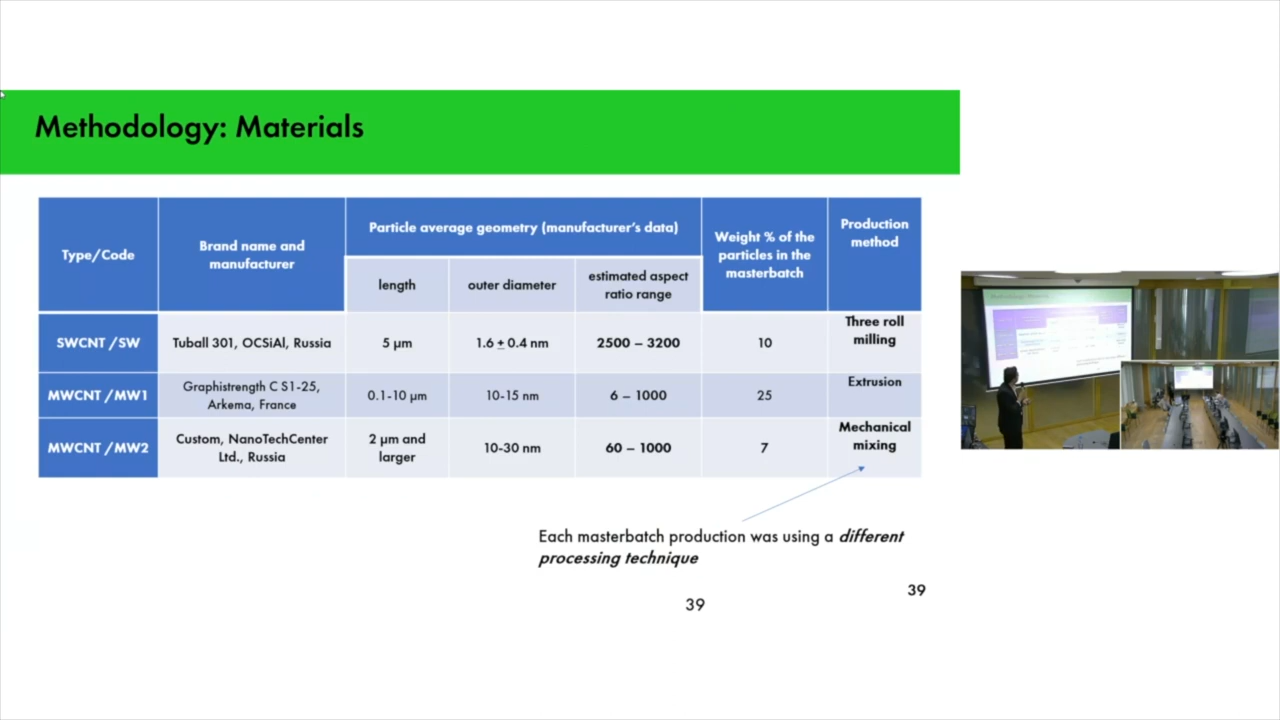 Methodology: Materials
Type/Code
Brand name and
manufacturer
Particle average geometry (manufacturer's data)
length
outer diameter
estimated aspect
ratio range
Weight % of the
particles in the
masterbatch
Production
method
SWCNT /SW
Tuball 301, OCSiAl, Russia
5 µm
1.6 ± 0.4 nm
2500 – 3200
10
Three roll
milling
MWCNT /MW1
Graphistrength C S1-25,
Arkema, France
0.1-10 µm
10-15 nm
6 – 1000
25
Extrusion
MWCNT /MW2
Custom, NanoTechCenter
Ltd., Russia
2 µm and
larger
10-30 nm
60 – 1000
7
Mechanical
mixing
Each masterbatch production was using a different
processing technique
39
39
Methodology: Materials